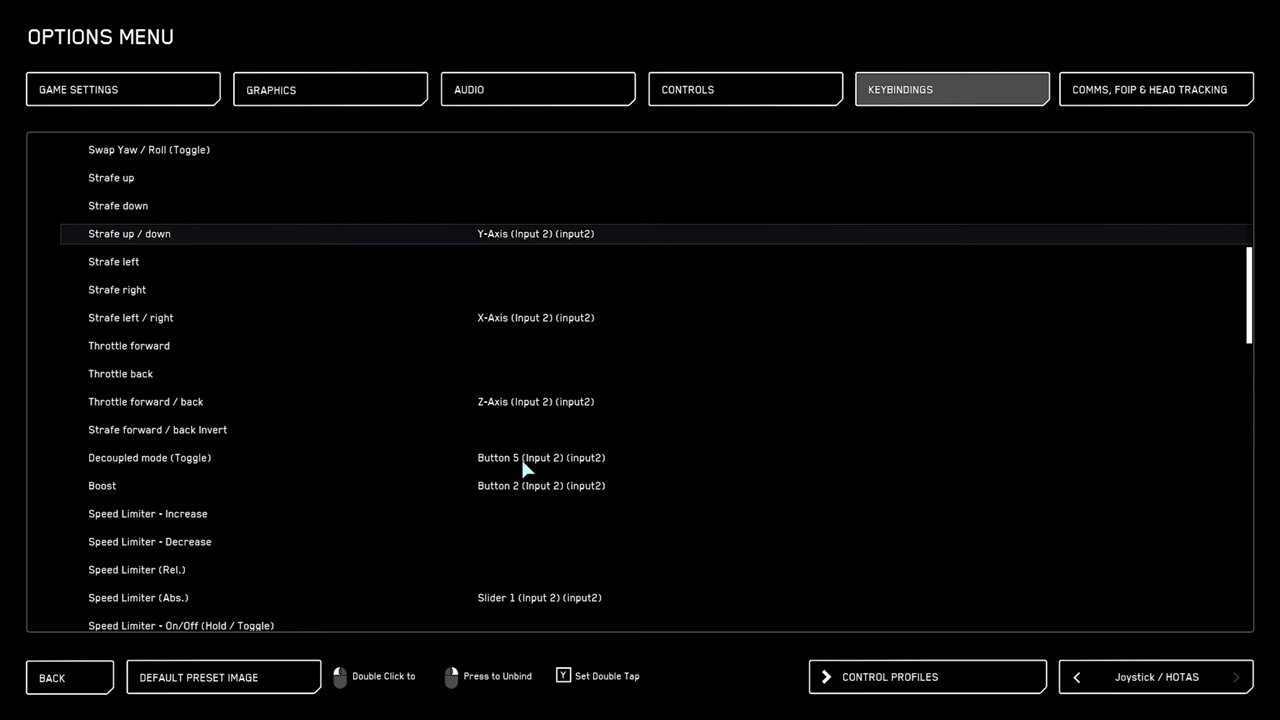 OPTIONS MENU
GAME SETTINGS
GRAPHICS
AUDIO
CONTROLS
KEYBINDINGS
COMMS, FOIP & HEAD TRACKING
Swap Yaw / Roll (Toggle)
Strafe up
Strafe down
Strafe up / down Y-Axis (Input 2) (input2)
Strafe left
Strafe right
Strafe left / right X-Axis (Input 2) (input2)
Throttle forward
Throttle back
Throttle forward / back Z-Axis (Input 2) (input2)
Strafe forward / back Invert
Decoupled mode (Toggle) Button 5 (Input 2) (input2)
Boost Button 2 (Input 2) (input2)
Speed Limiter - Increase
Speed Limiter - Decrease
Speed Limiter (Rel.)
Speed Limiter (Abs.) Slider 1 (Input 2) (input2)
Speed Limiter - On/Off (Hold / Toggle)
BACK
DEFAULT PRESET IMAGE
Double Click to
Press to Unbind
Y Set Double Tap
CONTROL PROFILES
Joystick / HOTAS